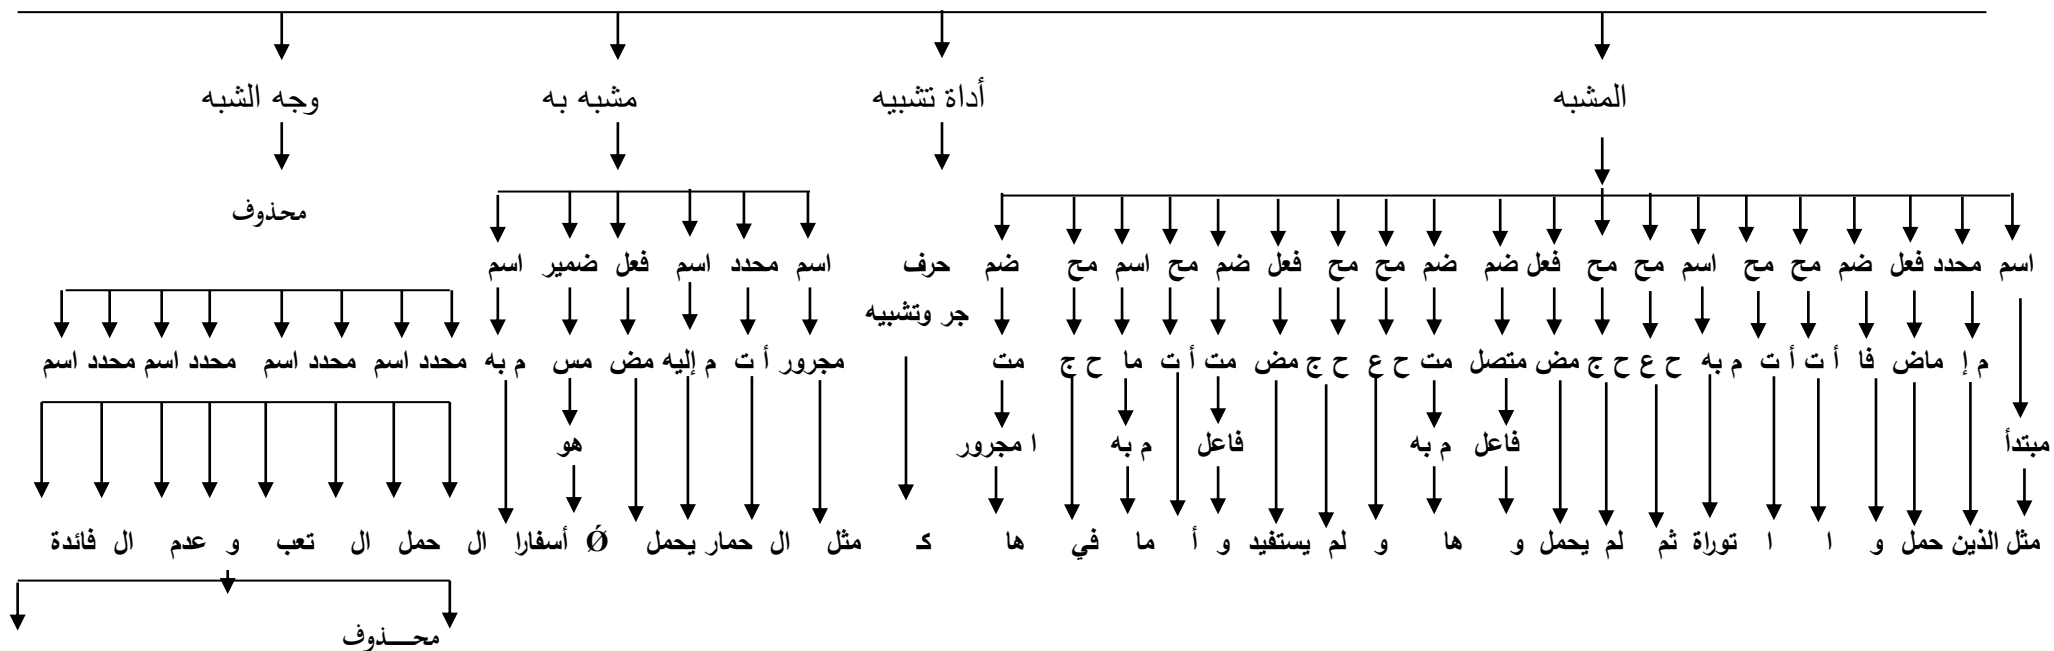 المشبه أداة تشبيه مشبه به وجه الشبه
محذوف
اسم محدد فعل ضم مح مح اسم مح مح فعل ضم ضم مح مح فعل ضم مح اسم مح ضم حرف اسم محدد اسم فعل ضمير اسم
جر وتشبيه
م إ ماض فا أ ت أ ت م به ح ع ح ج مض متصل مت ح ع ح ج مض مت أ ت ما ح ج مت مجرور أ ت م إليه مض مس م به محدد اسم محدد اسم محدد اسم محدد اسم
مبتدأ فاعل م به فاعل م به ا مجرور هو
مثل الذين حمل و ا ا توراة ثم لم يحمل و ها و لم يستفيد و أ ما في ها كـ مثل ال حمار يحمل Ǿ أسفارا ال حمل ال تعب و عدم ال فائدة
محــــذوف